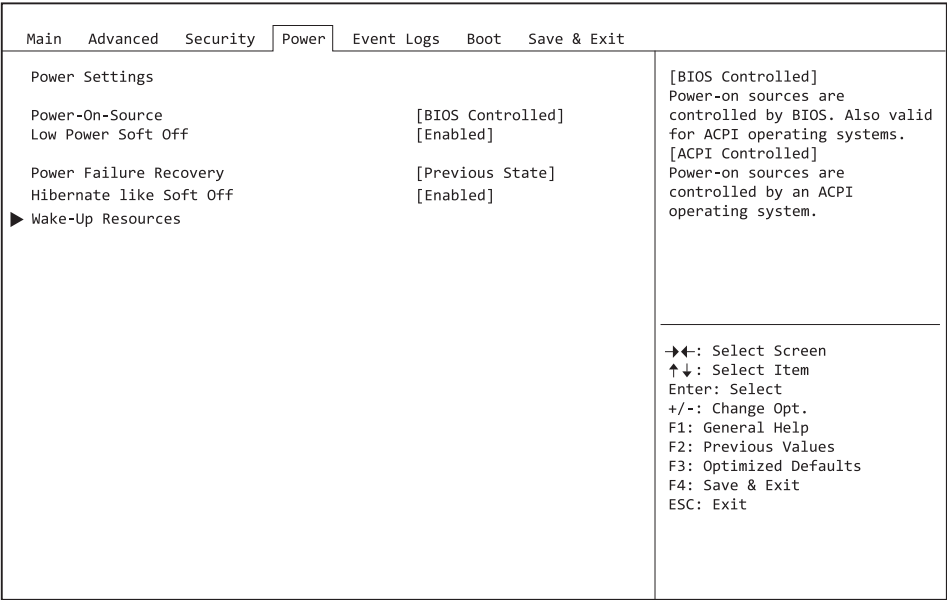 Main Advanced Security Power Event Logs Boot Save & Exit
Power Settings
Power-On-Source [BIOS Controlled]
Low Power Soft Off [Enabled]
Power Failure Recovery [Previous State]
Hibernate like Soft Off [Enabled]
▶ Wake-Up Resources
[BIOS Controlled]
Power-on sources are
controlled by BIOS. Also valid
for ACPI operating systems.
[ACPI Controlled]
Power-on sources are
controlled by an ACPI
operating system.
→←: Select Screen
↑↓: Select Item
Enter: Select
+/-: Change Opt.
F1: General Help
F2: Previous Values
F3: Optimized Defaults
F4: Save & Exit
ESC: Exit